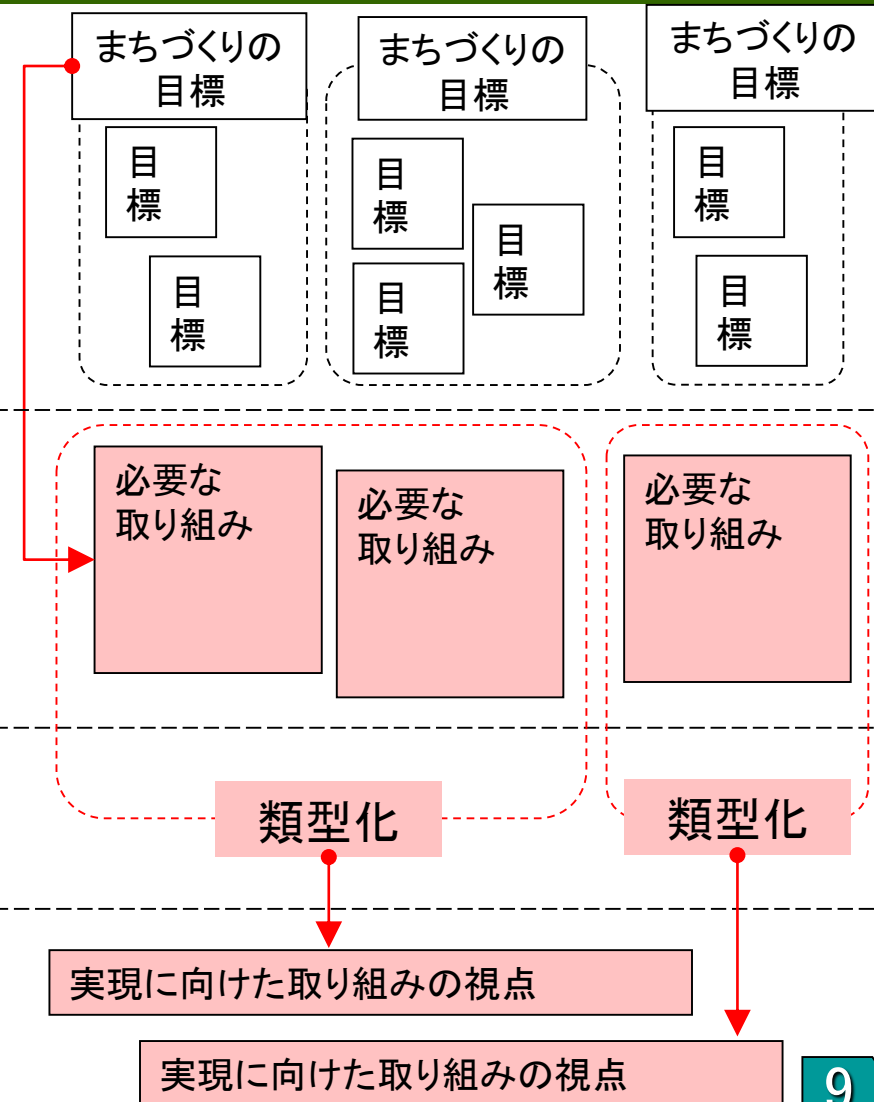 まちづくりの
目標
まちづくりの
目標
まちづくりの
目標
目
標
目
標
目
標
目
標
目
標
目
標
目
標
必要な
取り組み
必要な
取り組み
必要な
取り組み
類型化
類型化
実現に向けた取り組みの視点
実現に向けた取り組みの視点
9